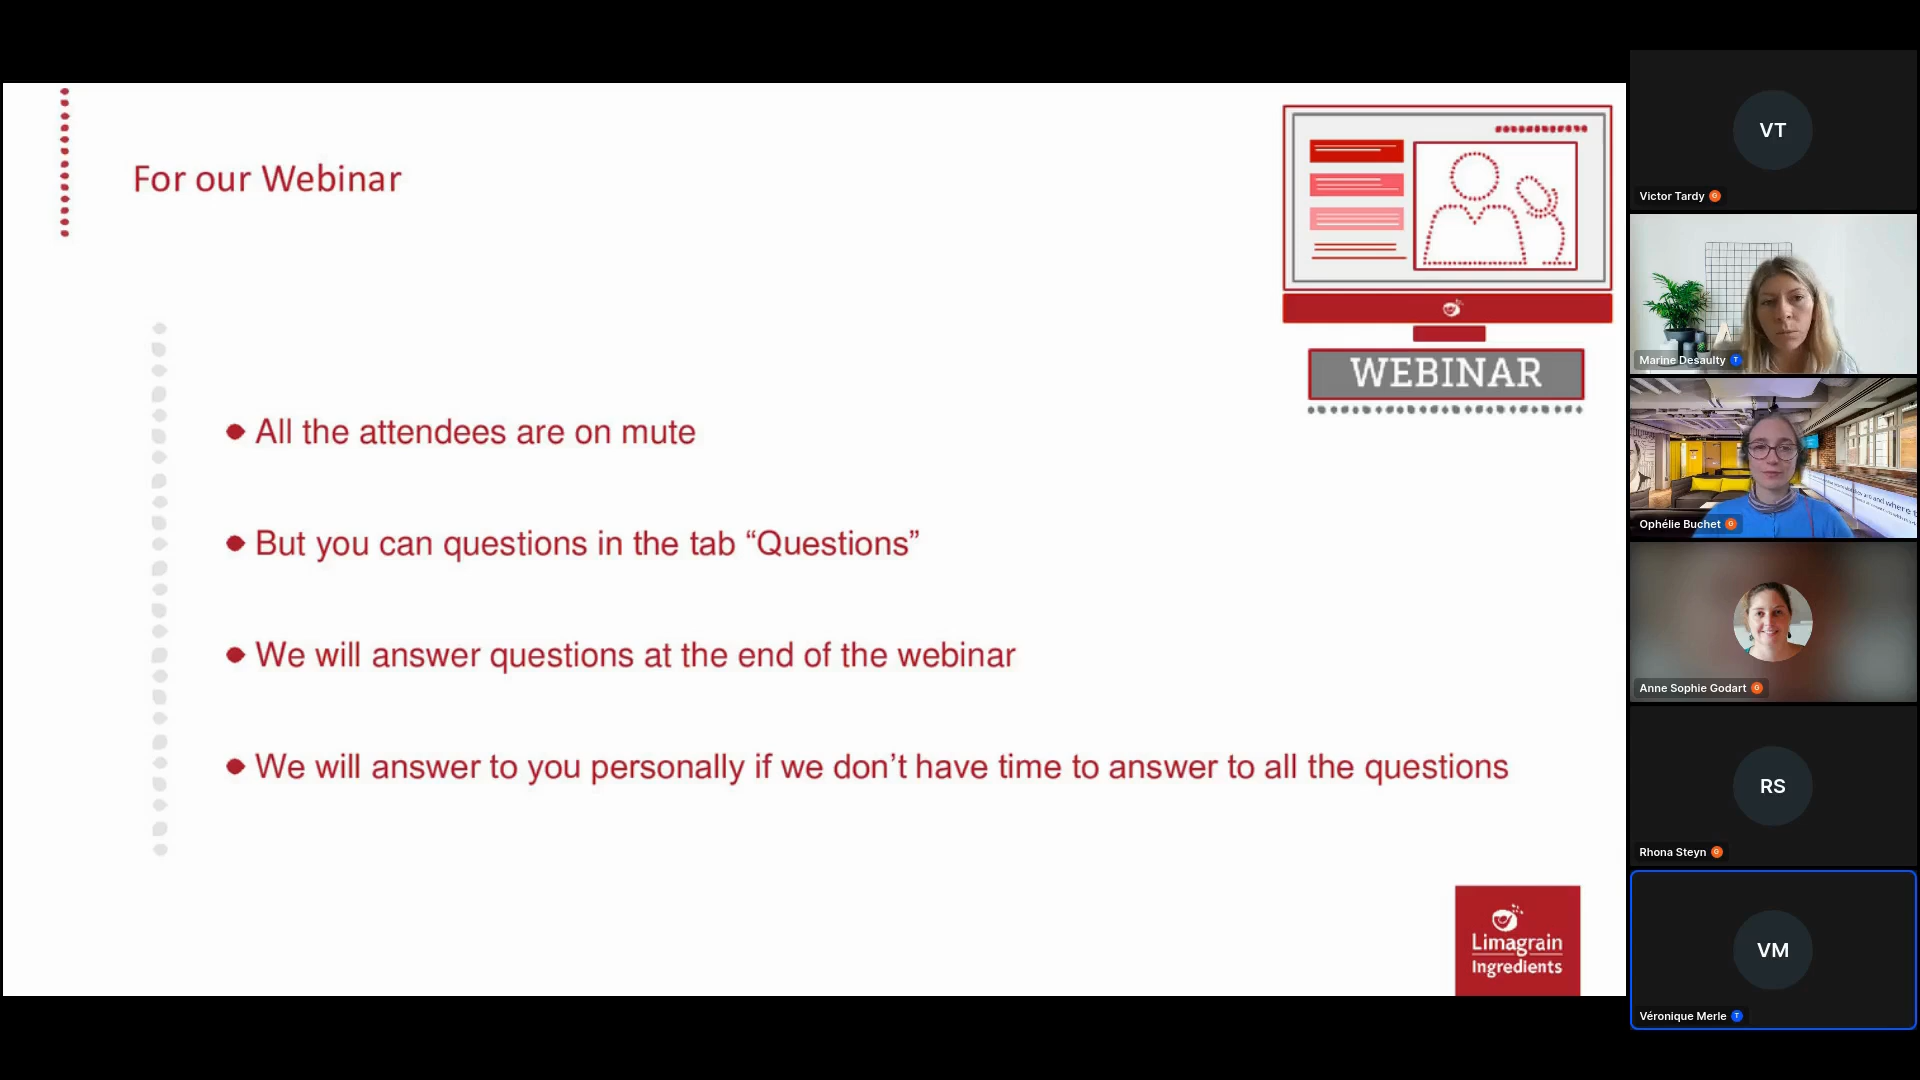 For our Webinar
WEBINAR
All the attendees are on mute
But you can questions in the tab “Questions”
We will answer questions at the end of the webinar
We will answer to you personally if we don’t have time to answer to all the questions
Limagrain
Ingredients
VT
Victor Tardy
Marine Desaulty
Ophélie Buchet
Anne Sophie Godart
RS
Rhona Steyn
VM
Véronique Merle